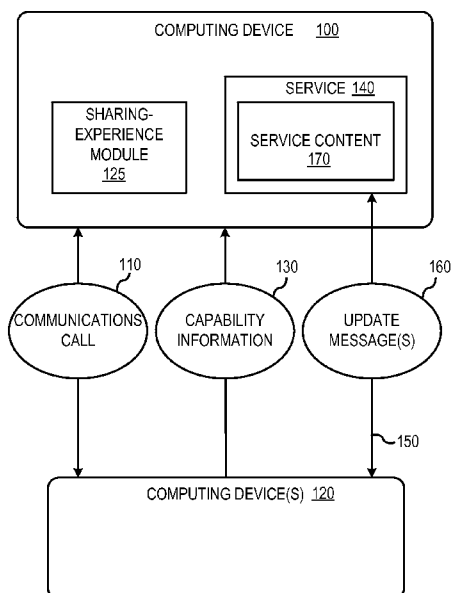 COMPUTING DEVICE 100
SHARING-
EXPERIENCE
MODULE
125
SERVICE 140
SERVICE CONTENT
170
110
COMMUNICATIONS
CALL
130
CAPABILITY
INFORMATION
160
UPDATE
MESSAGE(S)
150
COMPUTING DEVICE(S) 120